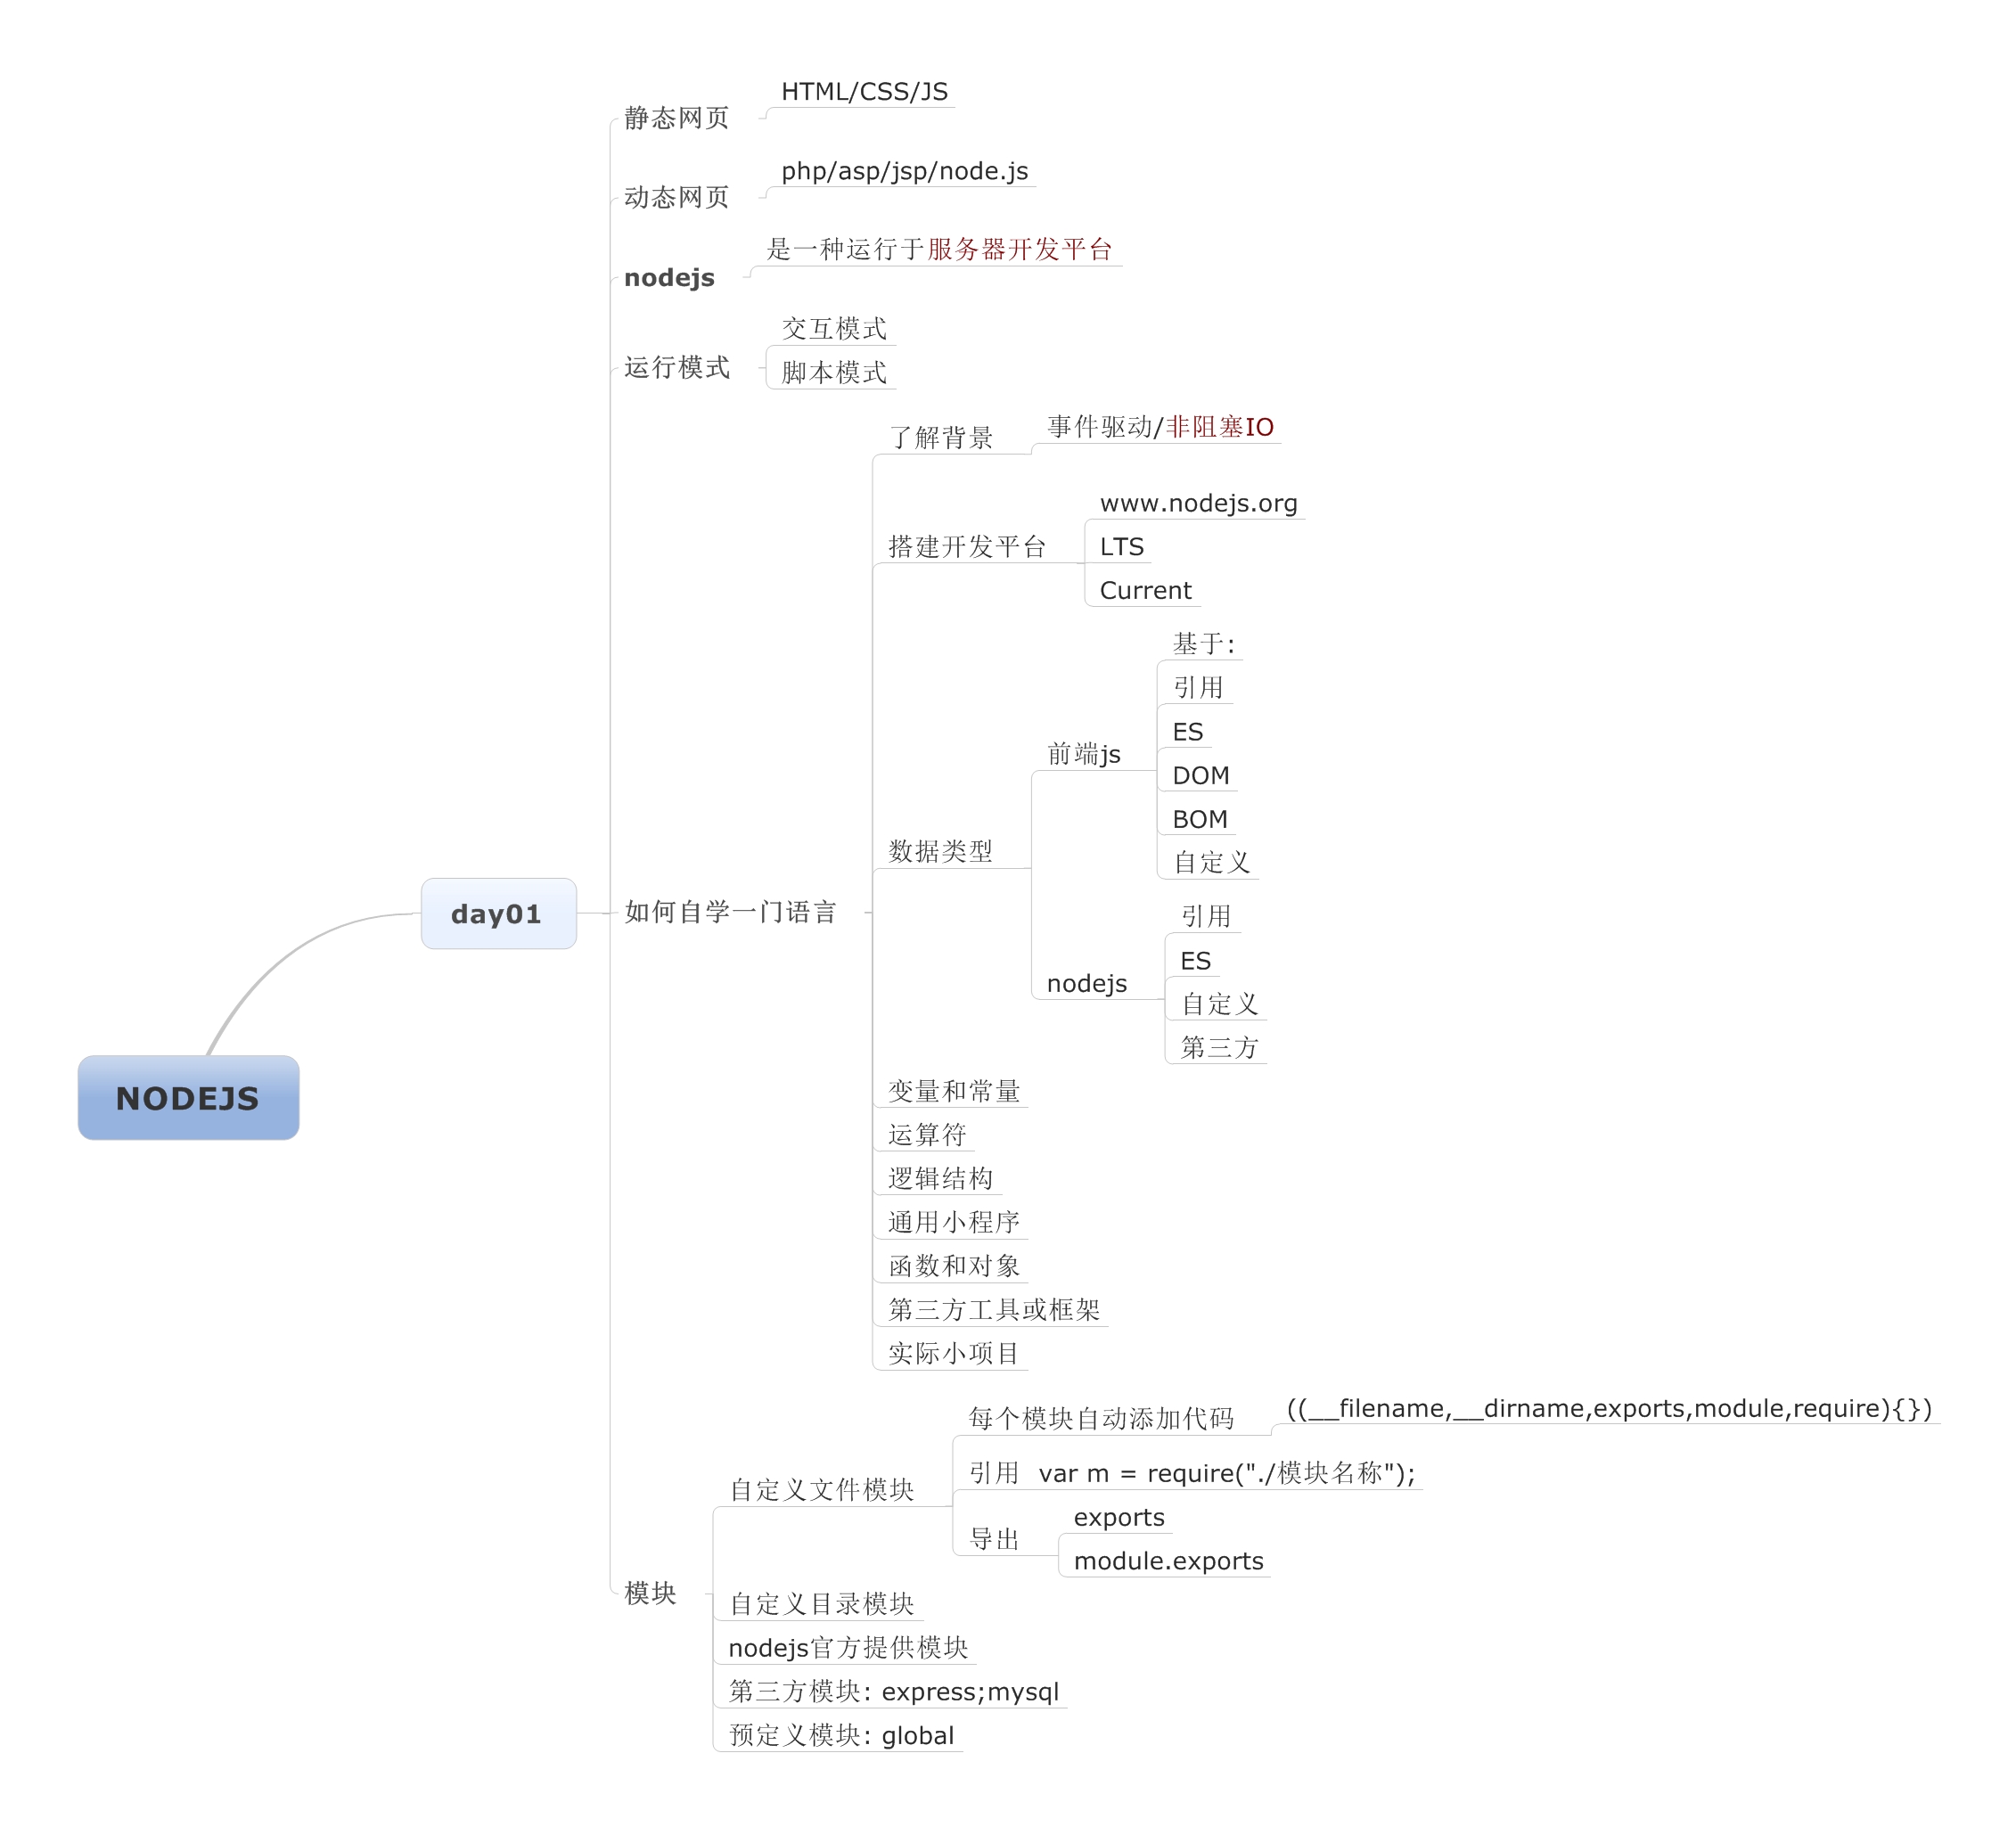 NODEJS
day01
静态网页
HTML/CSS/JS
动态网页
php/asp/jsp/node.js
nodejs
是一种运行于服务器开发平台
运行模式
交互模式
脚本模式
如何自学一门语言
了解背景
事件驱动/非阻塞IO
搭建开发平台
www.nodejs.org
LTS
Current
数据类型
前端js
基于:
引用
ES
DOM
BOM
自定义
nodejs
引用
ES
自定义
第三方
变量和常量
运算符
逻辑结构
通用小程序
函数和对象
第三方工具或框架
实际小项目
模块
自定义文件模块
每个模块自动添加代码
((__filename,__dirname,exports,module,require){})
引用  var m = require("./模块名称");
导出
exports
module.exports
自定义目录模块
nodejs官方提供模块
第三方模块: express;mysql
预定义模块: global